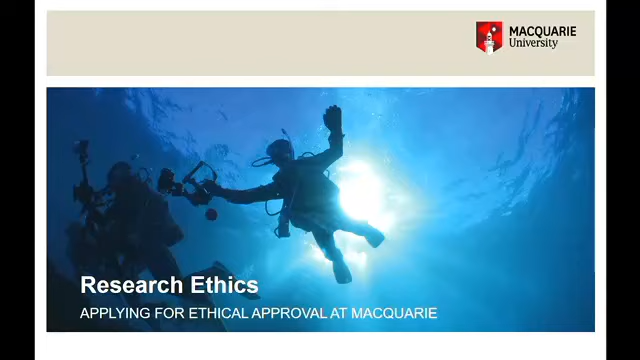 MACQUARIE
University
Research Ethics
APPLYING FOR ETHICAL APPROVAL AT MACQUARIE